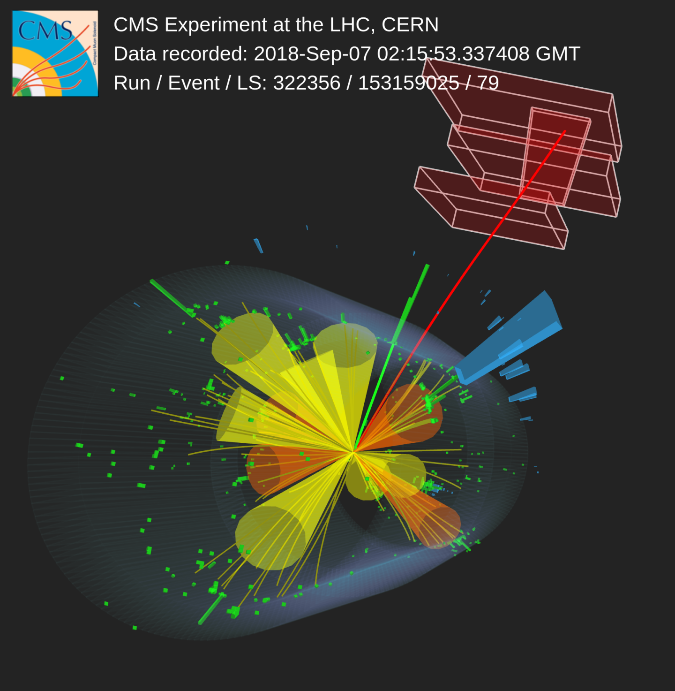 CMS
CMS Experiment at the LHC, CERN
Data recorded: 2018-Sep-07 02:15:53.337408 GMT
Run / Event / LS: 322356 / 153159025 / 79